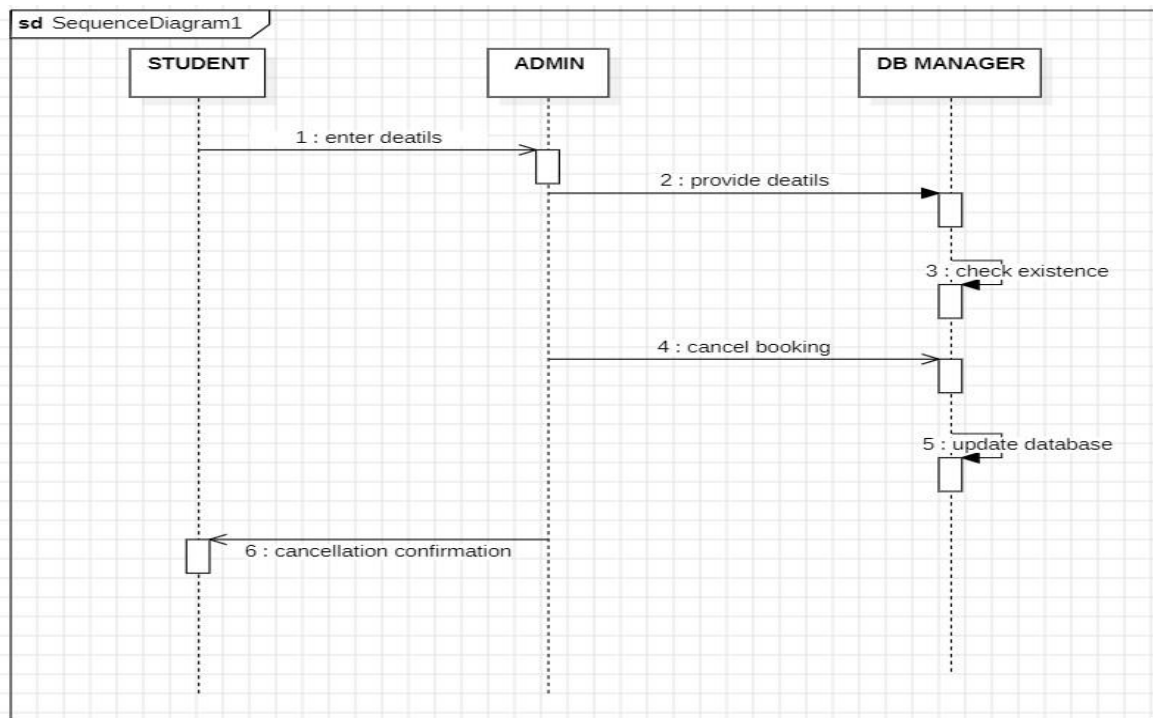 sd SequenceDiagram1
STUDENT
ADMIN
DB MANAGER
1 : enter deatils
2 : provide deatils
3 : check existence
4 : cancel booking
5 : update database
6 : cancellation confirmation